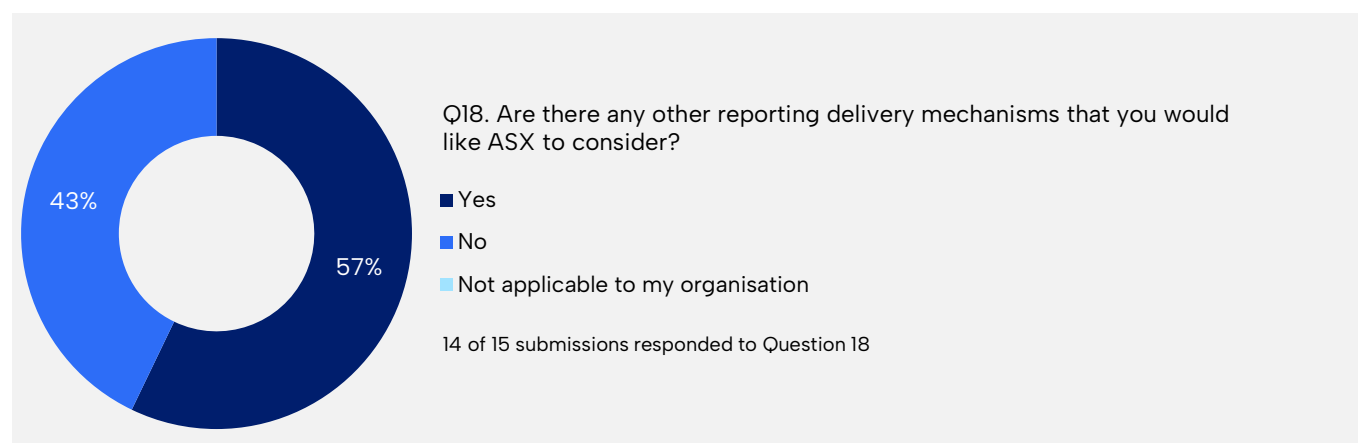 Q18. Are there any other reporting delivery mechanisms that you would
like ASX to consider?
43%
57%
Yes
No
Not applicable to my organisation
14 of 15 submissions responded to Question 18